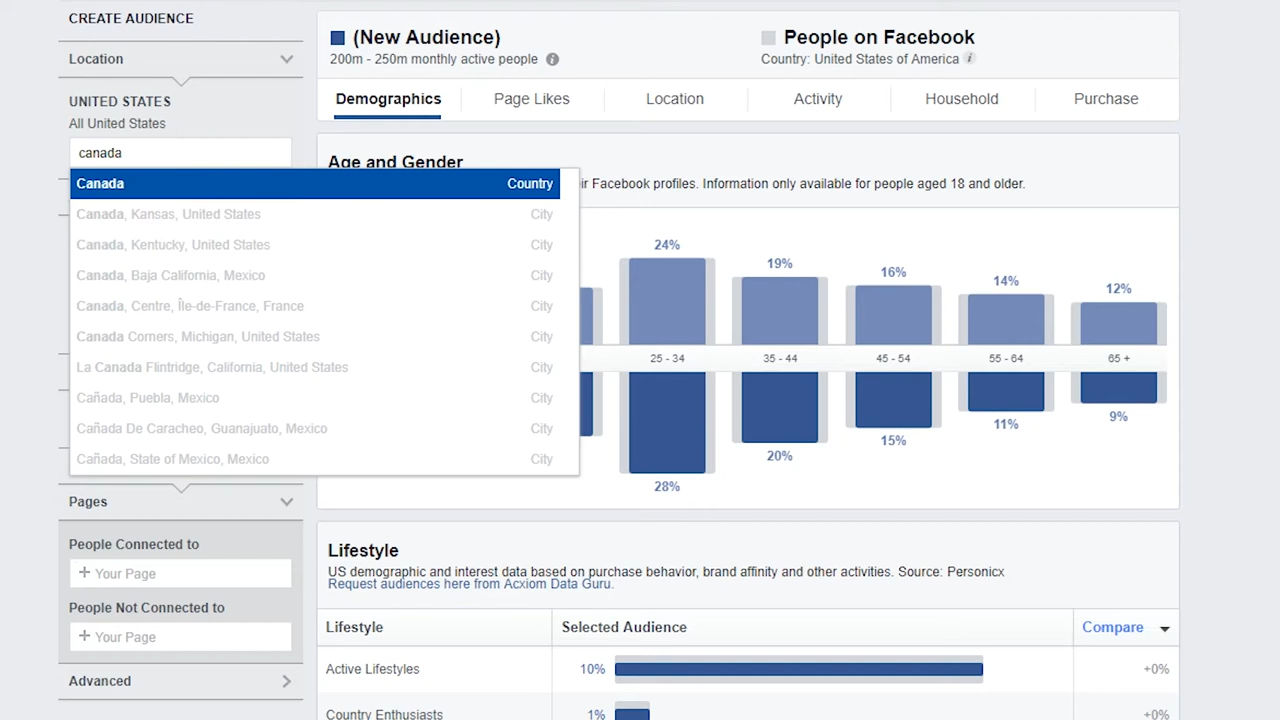 CREATE AUDIENCE
Location
UNITED STATES
All United States
canada
Canada Country
Canada, Kansas, United States City
Canada, Kentucky, United States City
Canada, Baja California, Mexico City
Canada, Centre, Île-de-France, France City
Canada Corners, Michigan, United States City
La Canada Flintridge, California, United States City
Cañada, Puebla, Mexico City
Cañada De Caracheo, Guanajuato, Mexico City
Cañada, State of Mexico, Mexico City
Pages
People Connected to
+ Your Page
People Not Connected to
+ Your Page
Advanced
(New Audience)
200m - 250m monthly active people i
People on Facebook
Country: United States of America i
Demographics Page Likes Location Activity Household Purchase
Age and Gender
ir Facebook profiles. Information only available for people aged 18 and older.
24% 19% 16% 14% 12%
25 - 34 35 - 44 45 - 54 55 - 64 65 +
28% 20% 15% 11% 9%
Lifestyle
US demographic and interest data based on purchase behavior, brand affinity and other activities. Source: Personicx
Request audiences here from Acxiom Data Guru.
Lifestyle Selected Audience Compare
Active Lifestyles 10% +0%
Country Enthusiasts 1% +0%